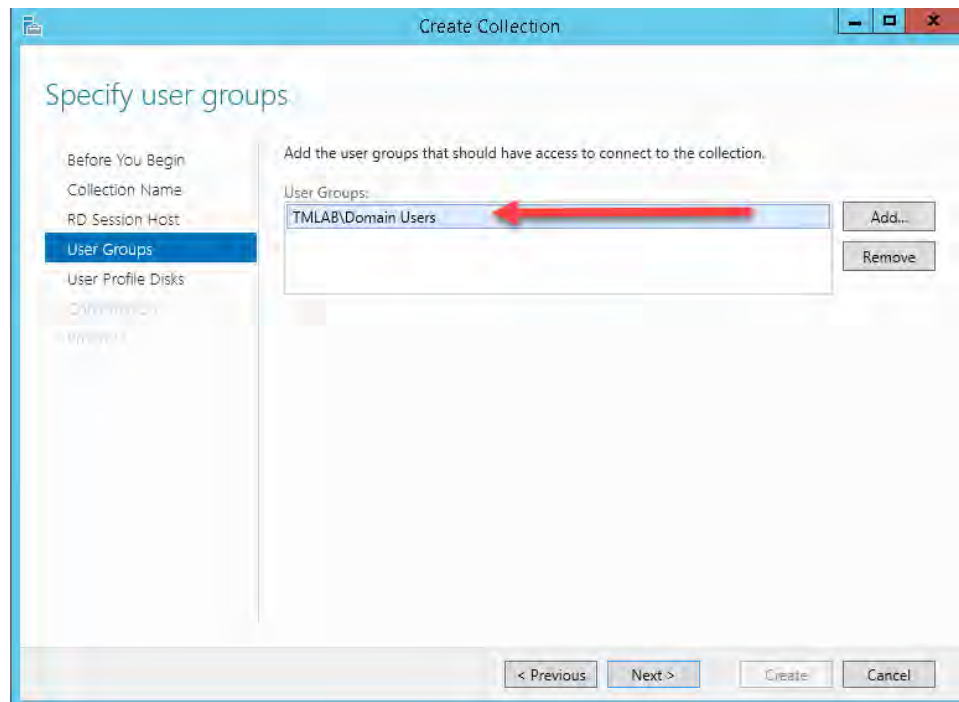 Create Collection
Specify user groups
Before You Begin
Collection Name
RD Session Host
User Groups
User Profile Disks
Add the user groups that should have access to connect to the collection.
User Groups:
TMLAB\Domain Users
Add...
Remove
< Previous
Next >
Create
Cancel